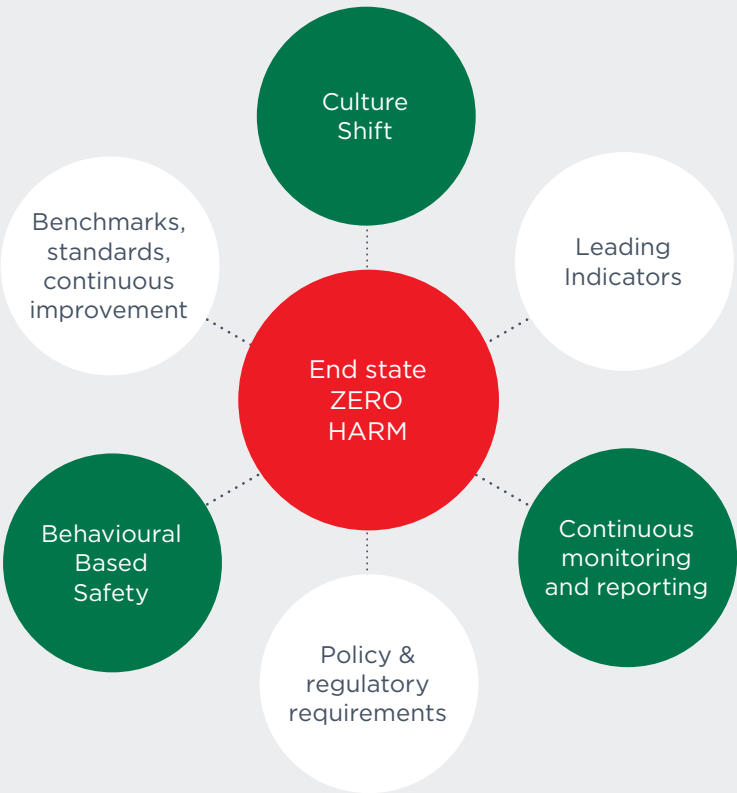 Culture
Shift
Benchmarks,
standards,
continuous
improvement
Leading
Indicators
End state
ZERO
HARM
Behavioural
Based
Safety
Continuous
monitoring
and reporting
Policy &
regulatory
requirements